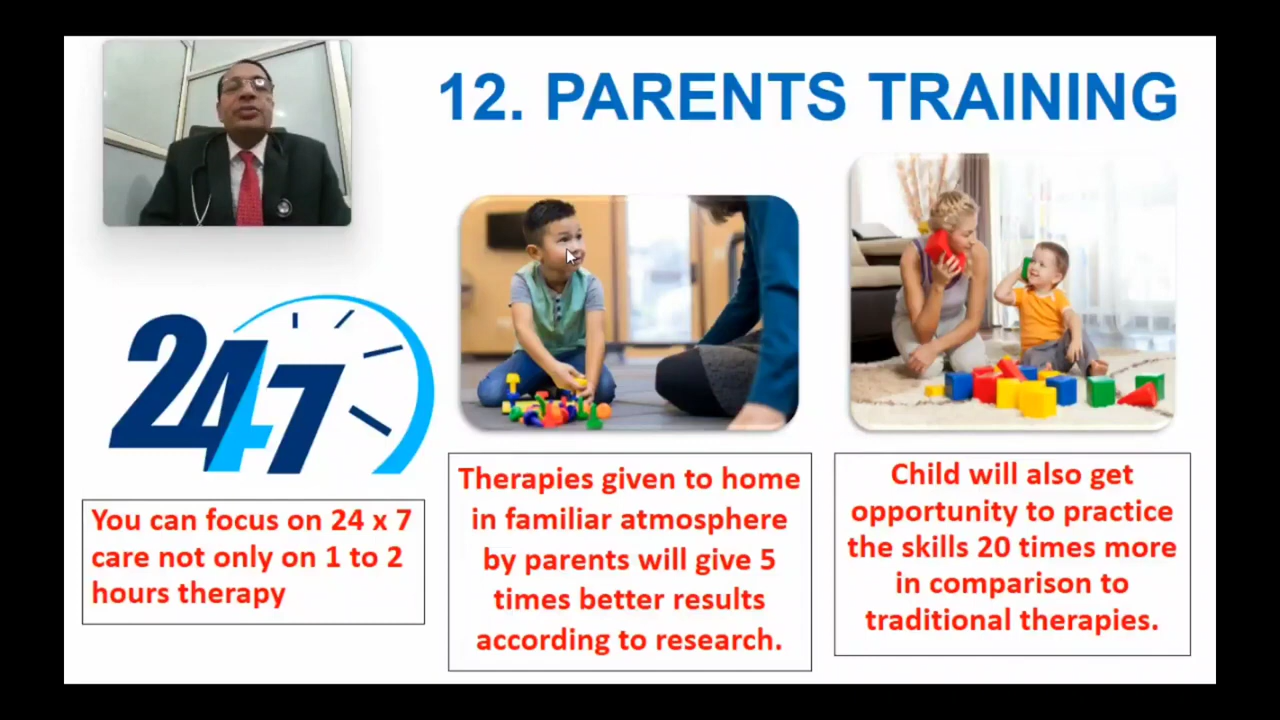 12. PARENTS TRAINING
24 7
You can focus on 24 x 7
care not only on 1 to 2
hours therapy
Therapies given to home
in familiar atmosphere
by parents will give 5
times better results
according to research.
Child will also get
opportunity to practice
the skills 20 times more
in comparison to
traditional therapies.